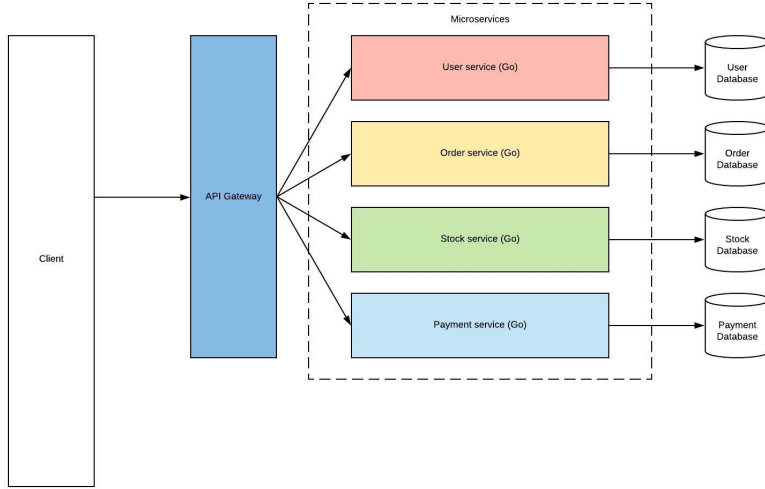 Microservices
Client
API Gateway
User service (Go)
User
Database
Order service (Go)
Order
Database
Stock service (Go)
Stock
Database
Payment service (Go)
Payment
Database